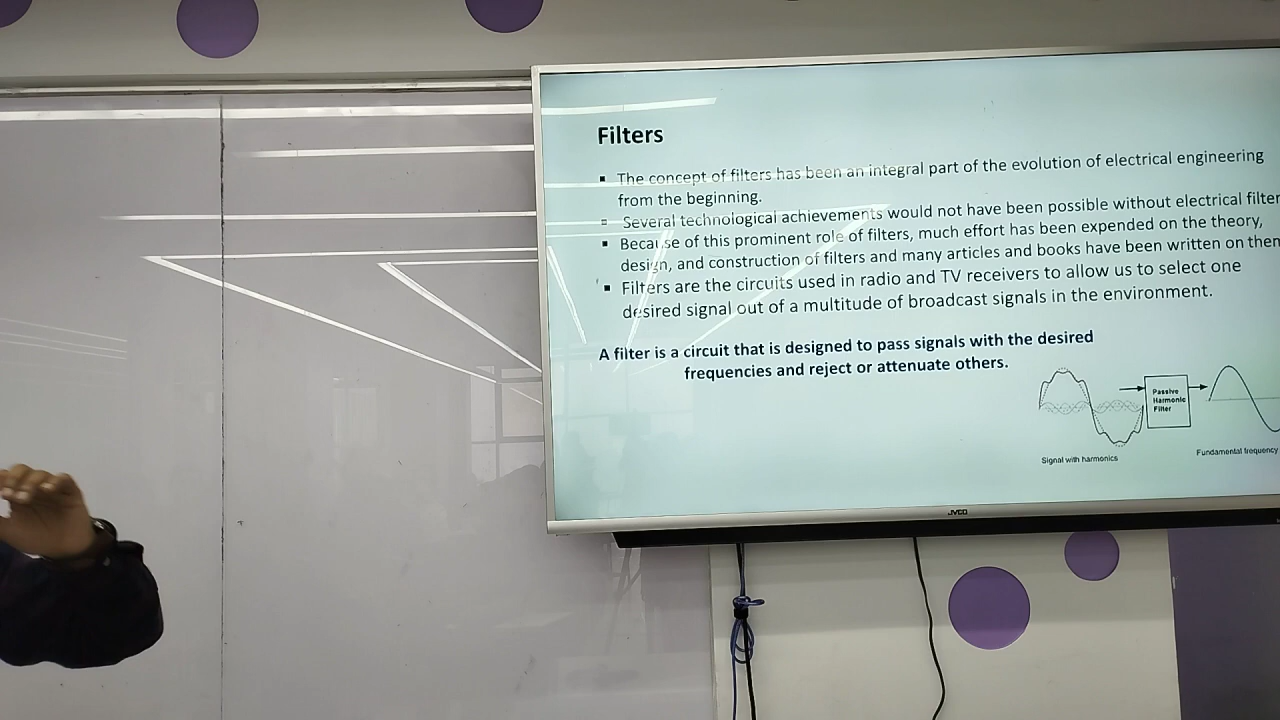 Filters
▪ The concept of filters has been an integral part of the evolution of electrical engineering
from the beginning.
▪ Several technological achievements would not have been possible without electrical filter
▪ Because of this prominent role of filters, much effort has been expended on the theory,
design, and construction of filters and many articles and books have been written on them
▪ Filters are the circuits used in radio and TV receivers to allow us to select one
desired signal out of a multitude of broadcast signals in the environment.
A filter is a circuit that is designed to pass signals with the desired
frequencies and reject or attenuate others.
Passive
Harmonic
Filter
Signal with harmonics
Fundamental frequency
JVCO